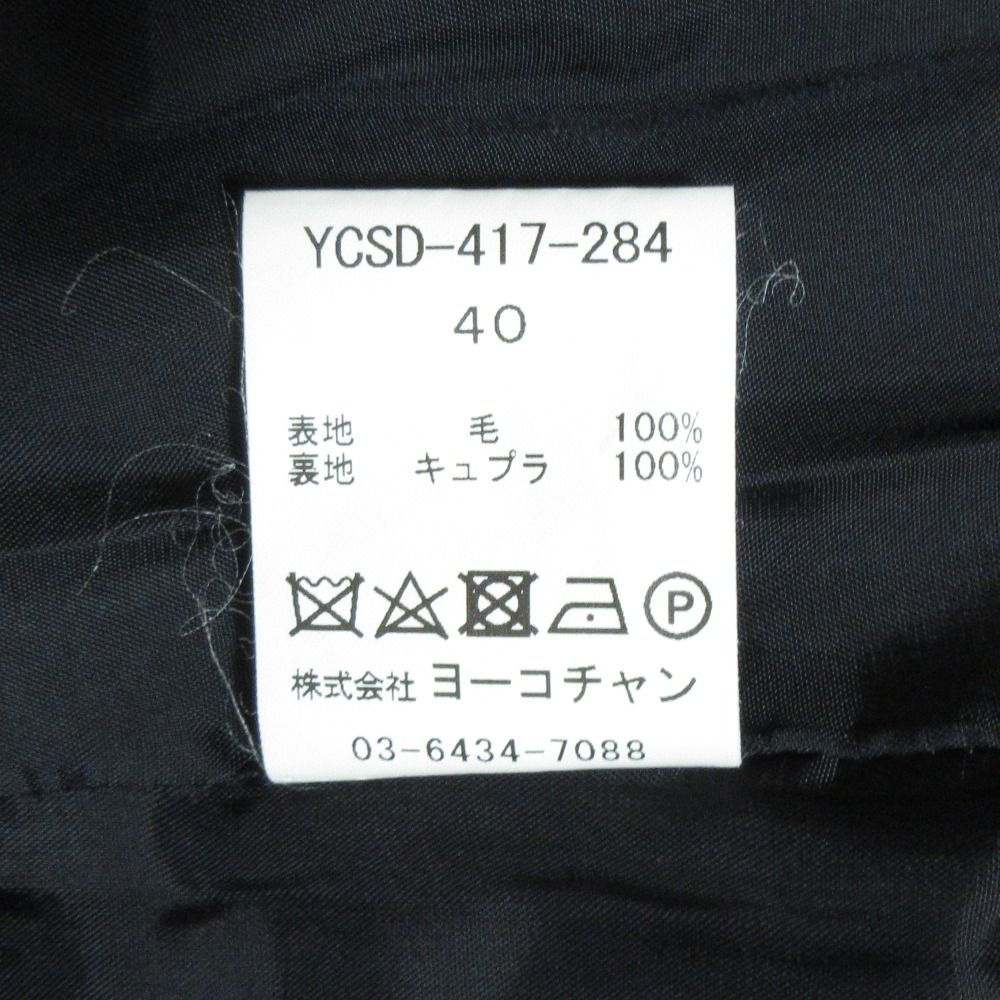 YCSD-417-284
40
表地 毛 100%
裏地 キュプラ 100%
P
株式会社 ヨーコチャン
03-6434-7088